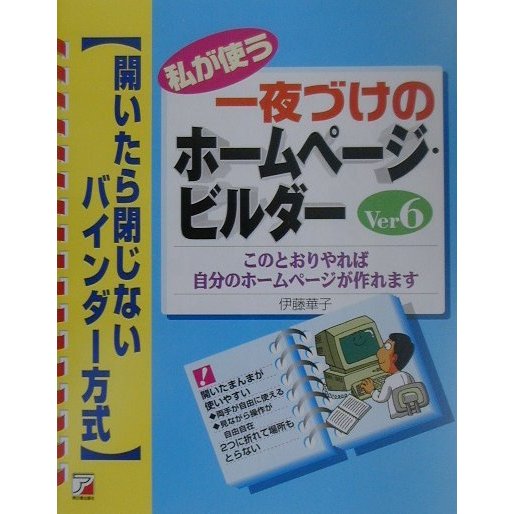 私が使う
一夜づけの
ホームページ・
ビルダー
Ver6
このとおりやれば
自分のホームページが作れます
伊藤華子
【開いたら閉じない
バインダー方式】
!
開いたまんまが
使いやすい
◆両手が自由に使える
◆見ながら操作が
自由自在
2つに折れて場所も
とらない
ア